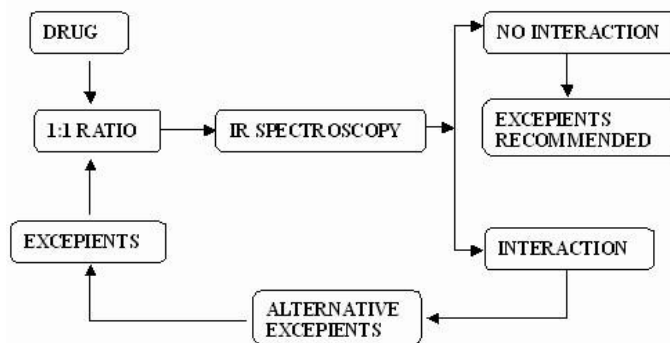 DRUG
NO INTERACTION
1:1 RATIO
IR SPECTROSCOPY
EXCEPIENTS
RECOMMENDED
EXCEPIENTS
INTERACTION
ALTERNATIVE
EXCEPIENTS